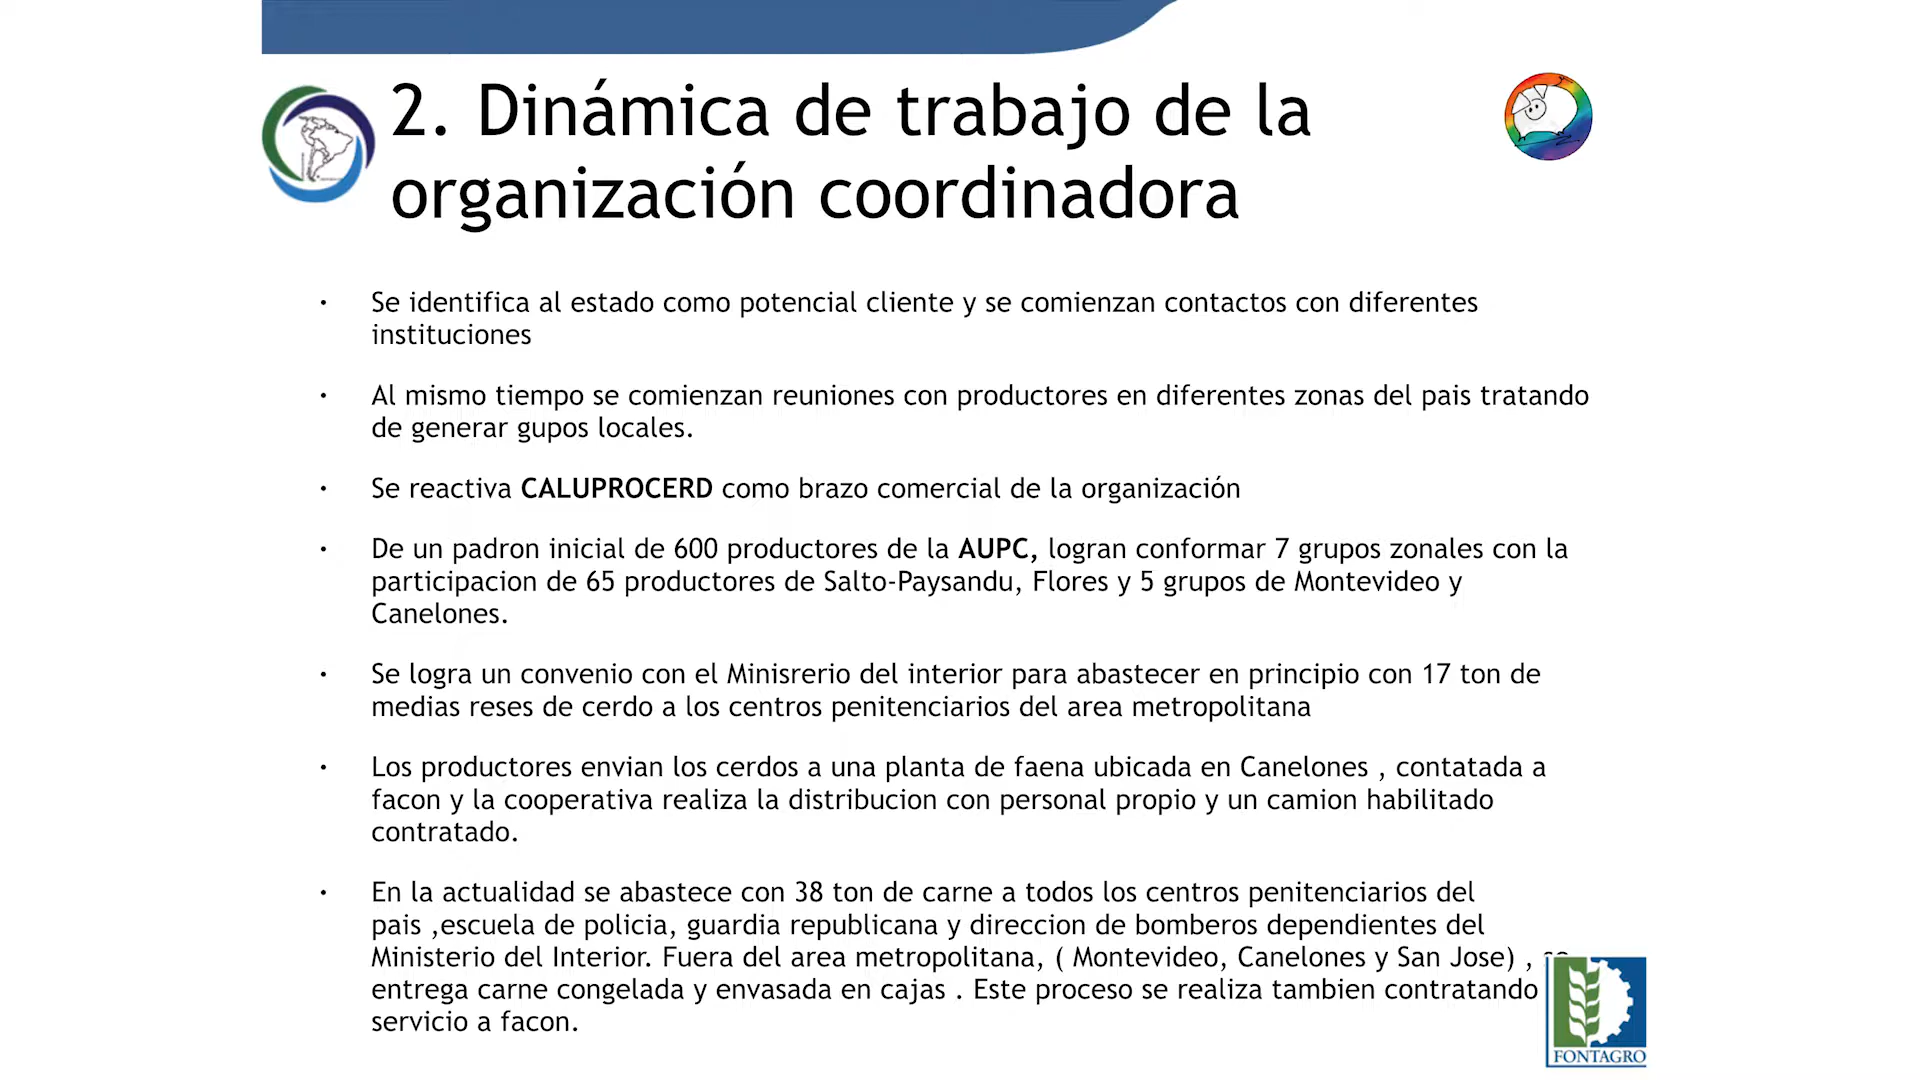 2. Dinámica de trabajo de la
organización coordinadora
· Se identifica al estado como potencial cliente y se comienzan contactos con diferentes
instituciones
· Al mismo tiempo se comienzan reuniones con productores en diferentes zonas del pais tratando
de generar gupos locales.
· Se reactiva CALUPROCERD como brazo comercial de la organización
· De un padron inicial de 600 productores de la AUPC, logran conformar 7 grupos zonales con la
participacion de 65 productores de Salto-Paysandu, Flores y 5 grupos de Montevideo y
Canelones.
· Se logra un convenio con el Minisrerio del interior para abastecer en principio con 17 ton de
medias reses de cerdo a los centros penitenciarios del area metropolitana
· Los productores envian los cerdos a una planta de faena ubicada en Canelones , contatada a
facon y la cooperativa realiza la distribucion con personal propio y un camion habilitado
contratado.
· En la actualidad se abastece con 38 ton de carne a todos los centros penitenciarios del
pais ,escuela de policia, guardia republicana y direccion de bomberos dependientes del
Ministerio del Interior. Fuera del area metropolitana, ( Montevideo, Canelones y San Jose) ,
entrega carne congelada y envasada en cajas . Este proceso se realiza tambien contratando
servicio a facon.
FONTAGRO